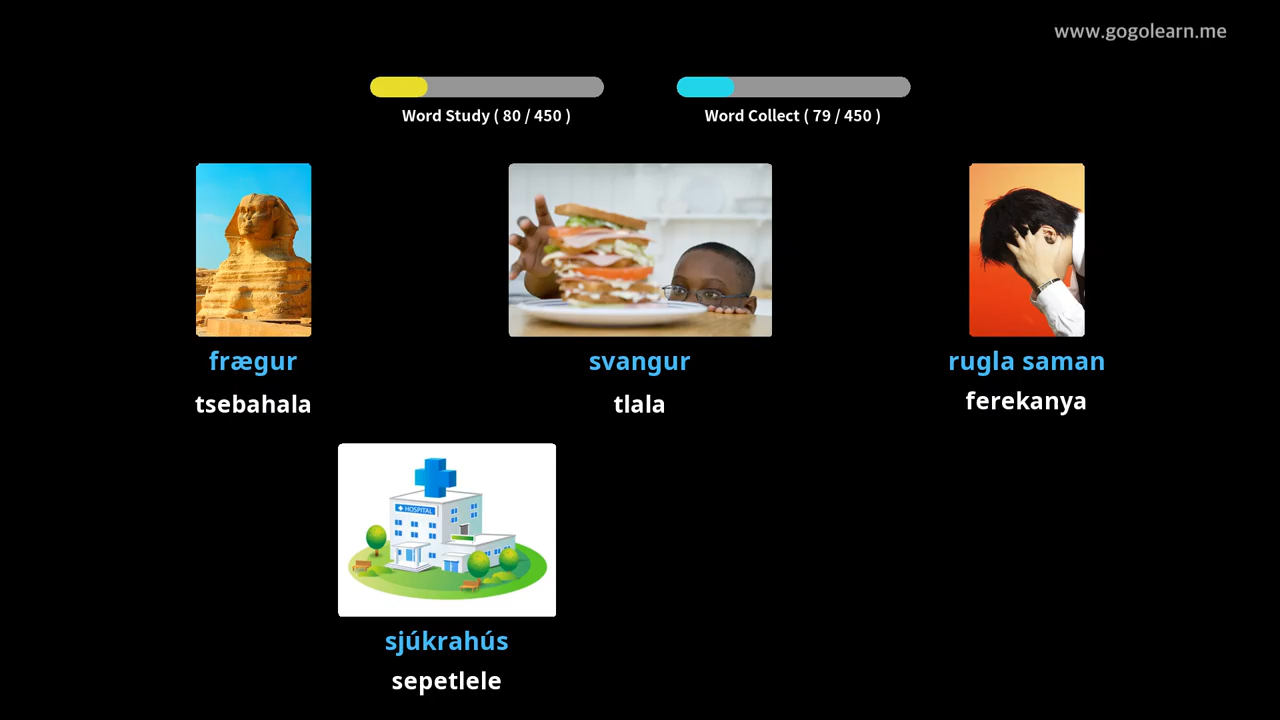 www.gogolearn.me
Word Study ( 80 / 450 )
Word Collect ( 79 / 450 )
frægur
tsebahala
svangur
tlala
rugla saman
ferekanya
HOSPITAL
sjúkrahús
sepetlele